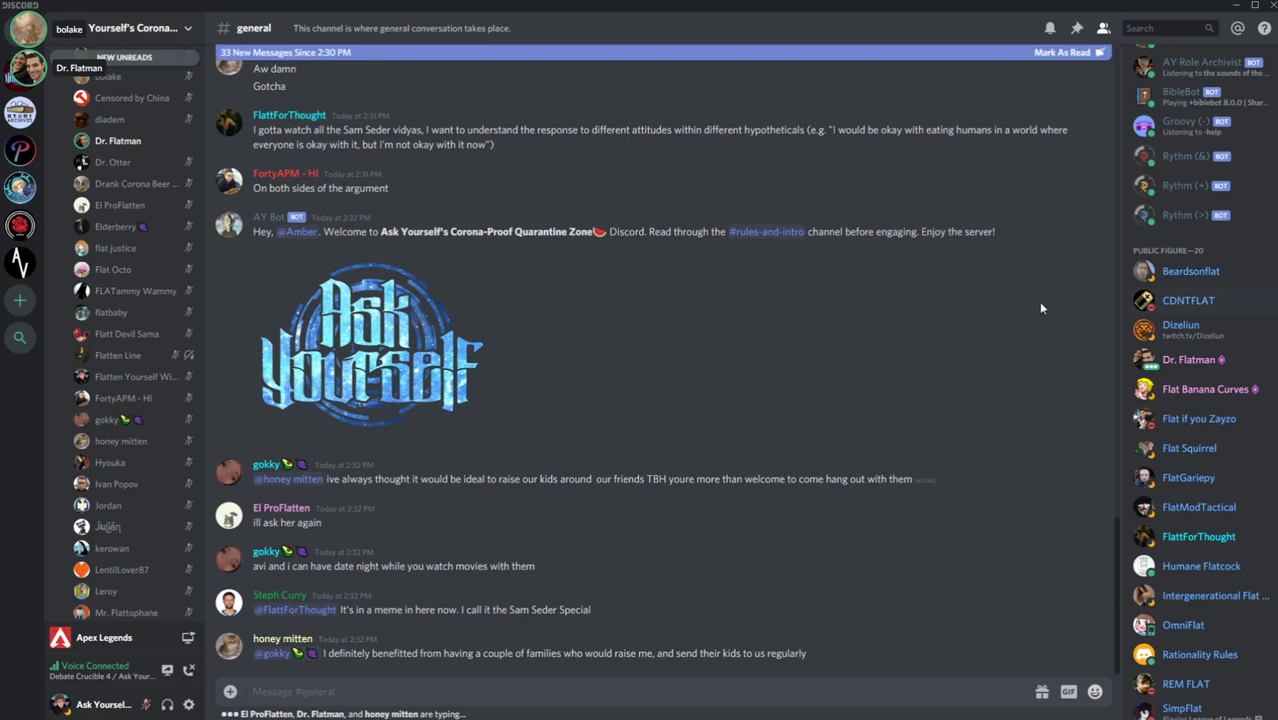 DISCORD
bolake
Yourself's Corona...
Dr. Flatman
NEW UNREADS
bolake
Censored by China
diadem
Dr. Flatman
Dr. Otter
Drank Corona Beer ...
El ProFlatten
Elderberry
flat justice
Flat Octo
FLATammy Wammy
flatbaby
Flatt Devil Sama
Flatten Line
Flatten Yourself Wi...
FortyAPM - HI
gokky
honey mitten
Hyouka
Ivan Popov
Jordan
kerowan
LentilLover87
Leroy
Mr. Flattophane
Apex Legends
Voice Connected
Debate Crucible 4 / Ask Your...
Ask Yoursel...
STUDY
ARCHIVES
AV
# general
This channel is where general conversation takes place.
Search
33 New Messages Since 2:30 PM
Mark As Read
Aw damn
Gotcha
FlattForThought Today at 2:31 PM
I gotta watch all the Sam Seder vidyas, I want to understand the response to different attitudes within different hypotheticals (e.g. "I would be okay with eating humans in a world where
everyone is okay with it, but I'm not okay with it now")
FortyAPM - HI Today at 2:31 PM
On both sides of the argument
AY Bot BOT Today at 2:32 PM
Hey, @Amber. Welcome to Ask Yourself's Corona-Proof Quarantine Zone🍉 Discord. Read through the #rules-and-intro channel before engaging. Enjoy the server!
Ask
Yourself
gokky Today at 2:32 PM
@honey mitten ive always thought it would be ideal to raise our kids around our friends TBH youre more than welcome to come hang out with them (edited)
El ProFlatten Today at 2:32 PM
ill ask her again
gokky Today at 2:32 PM
avi and i can have date night while you watch movies with them
Steph Curry Today at 2:32 PM
@FlattForThought It's in a meme in here now. I call it the Sam Seder Special
honey mitten Today at 2:32 PM
@gokky I definitely benefitted from having a couple of families who would raise me, and send their kids to us regularly
Message #general
GIF
El ProFlatten, Dr. Flatman, and honey mitten are typing...
AY Role Archivist BOT
Listening to the sounds of the ...
BibleBot BOT
Playing +biblebot 8.0.0 | Shar...
Groovy (-) BOT
Listening to -help
Rythm (&) BOT
Rythm (+) BOT
Rythm (>) BOT
PUBLIC FIGURE—20
Beardsonflat
CDNTFLAT
Dizeliun
twitch.tv/Dizeliun
Dr. Flatman
Flat Banana Curves
Flat if you Zayzo
Flat Squirrel
FlatGariepy
FlatModTactical
FlattForThought
Humane Flatcock
Intergenerational Flat ...
OmniFlat
Rationality Rules
REM FLAT
SimpFlat